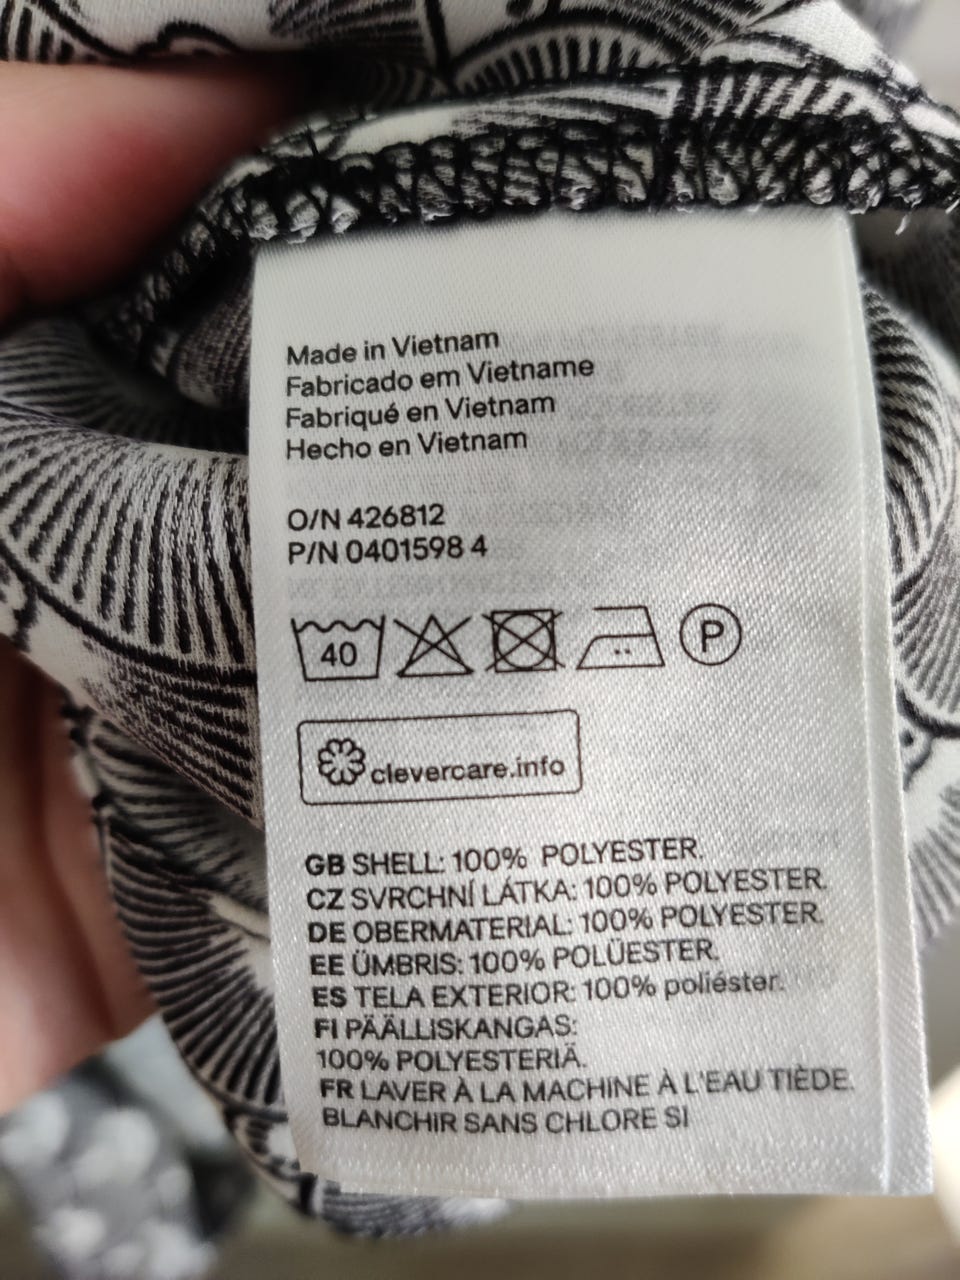 Made in Vietnam
Fabricado em Vietname
Fabriqué en Vietnam
Hecho en Vietnam
O/N 426812
P/N 0401598 4
40 P
clevercare.info
GB SHELL: 100% POLYESTER.
CZ SVRCHNÍ LÁTKA: 100% POLYESTER.
DE OBERMATERIAL: 100% POLYESTER.
EE ÜMBRIS: 100% POLÜESTER.
ES TELA EXTERIOR: 100% poliéster.
FI PÄÄLLISKANGAS:
100% POLYESTERIÄ.
FR LAVER À LA MACHINE À L'EAU TIÈDE.
BLANCHIR SANS CHLORE SI